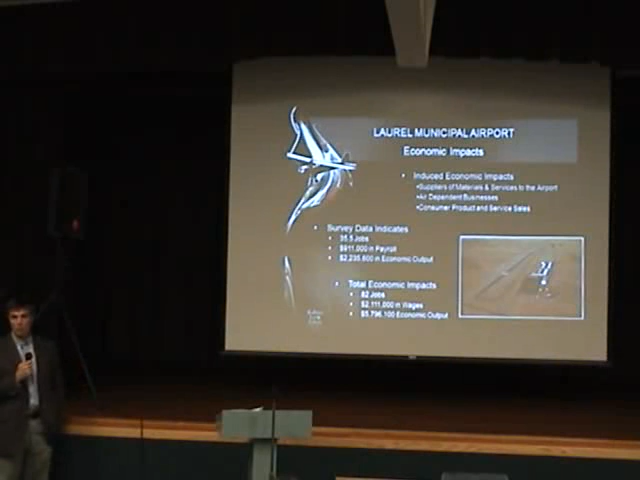 LAUREL MUNICIPAL AIRPORT
Economic Impacts
• Induced Economic Impacts
•Suppliers of Materials & Services to the Airport
•Air Dependent Businesses
•Consumer Product and Service Sales
• Survey Data Indicates
• 35.5 Jobs
• $911,000 in Payroll
• $2,235,800 in Economic Output
• Total Economic Impacts
• 82 Jobs
• $2,111,000 in Wages
• $5,796,100 Economic Output